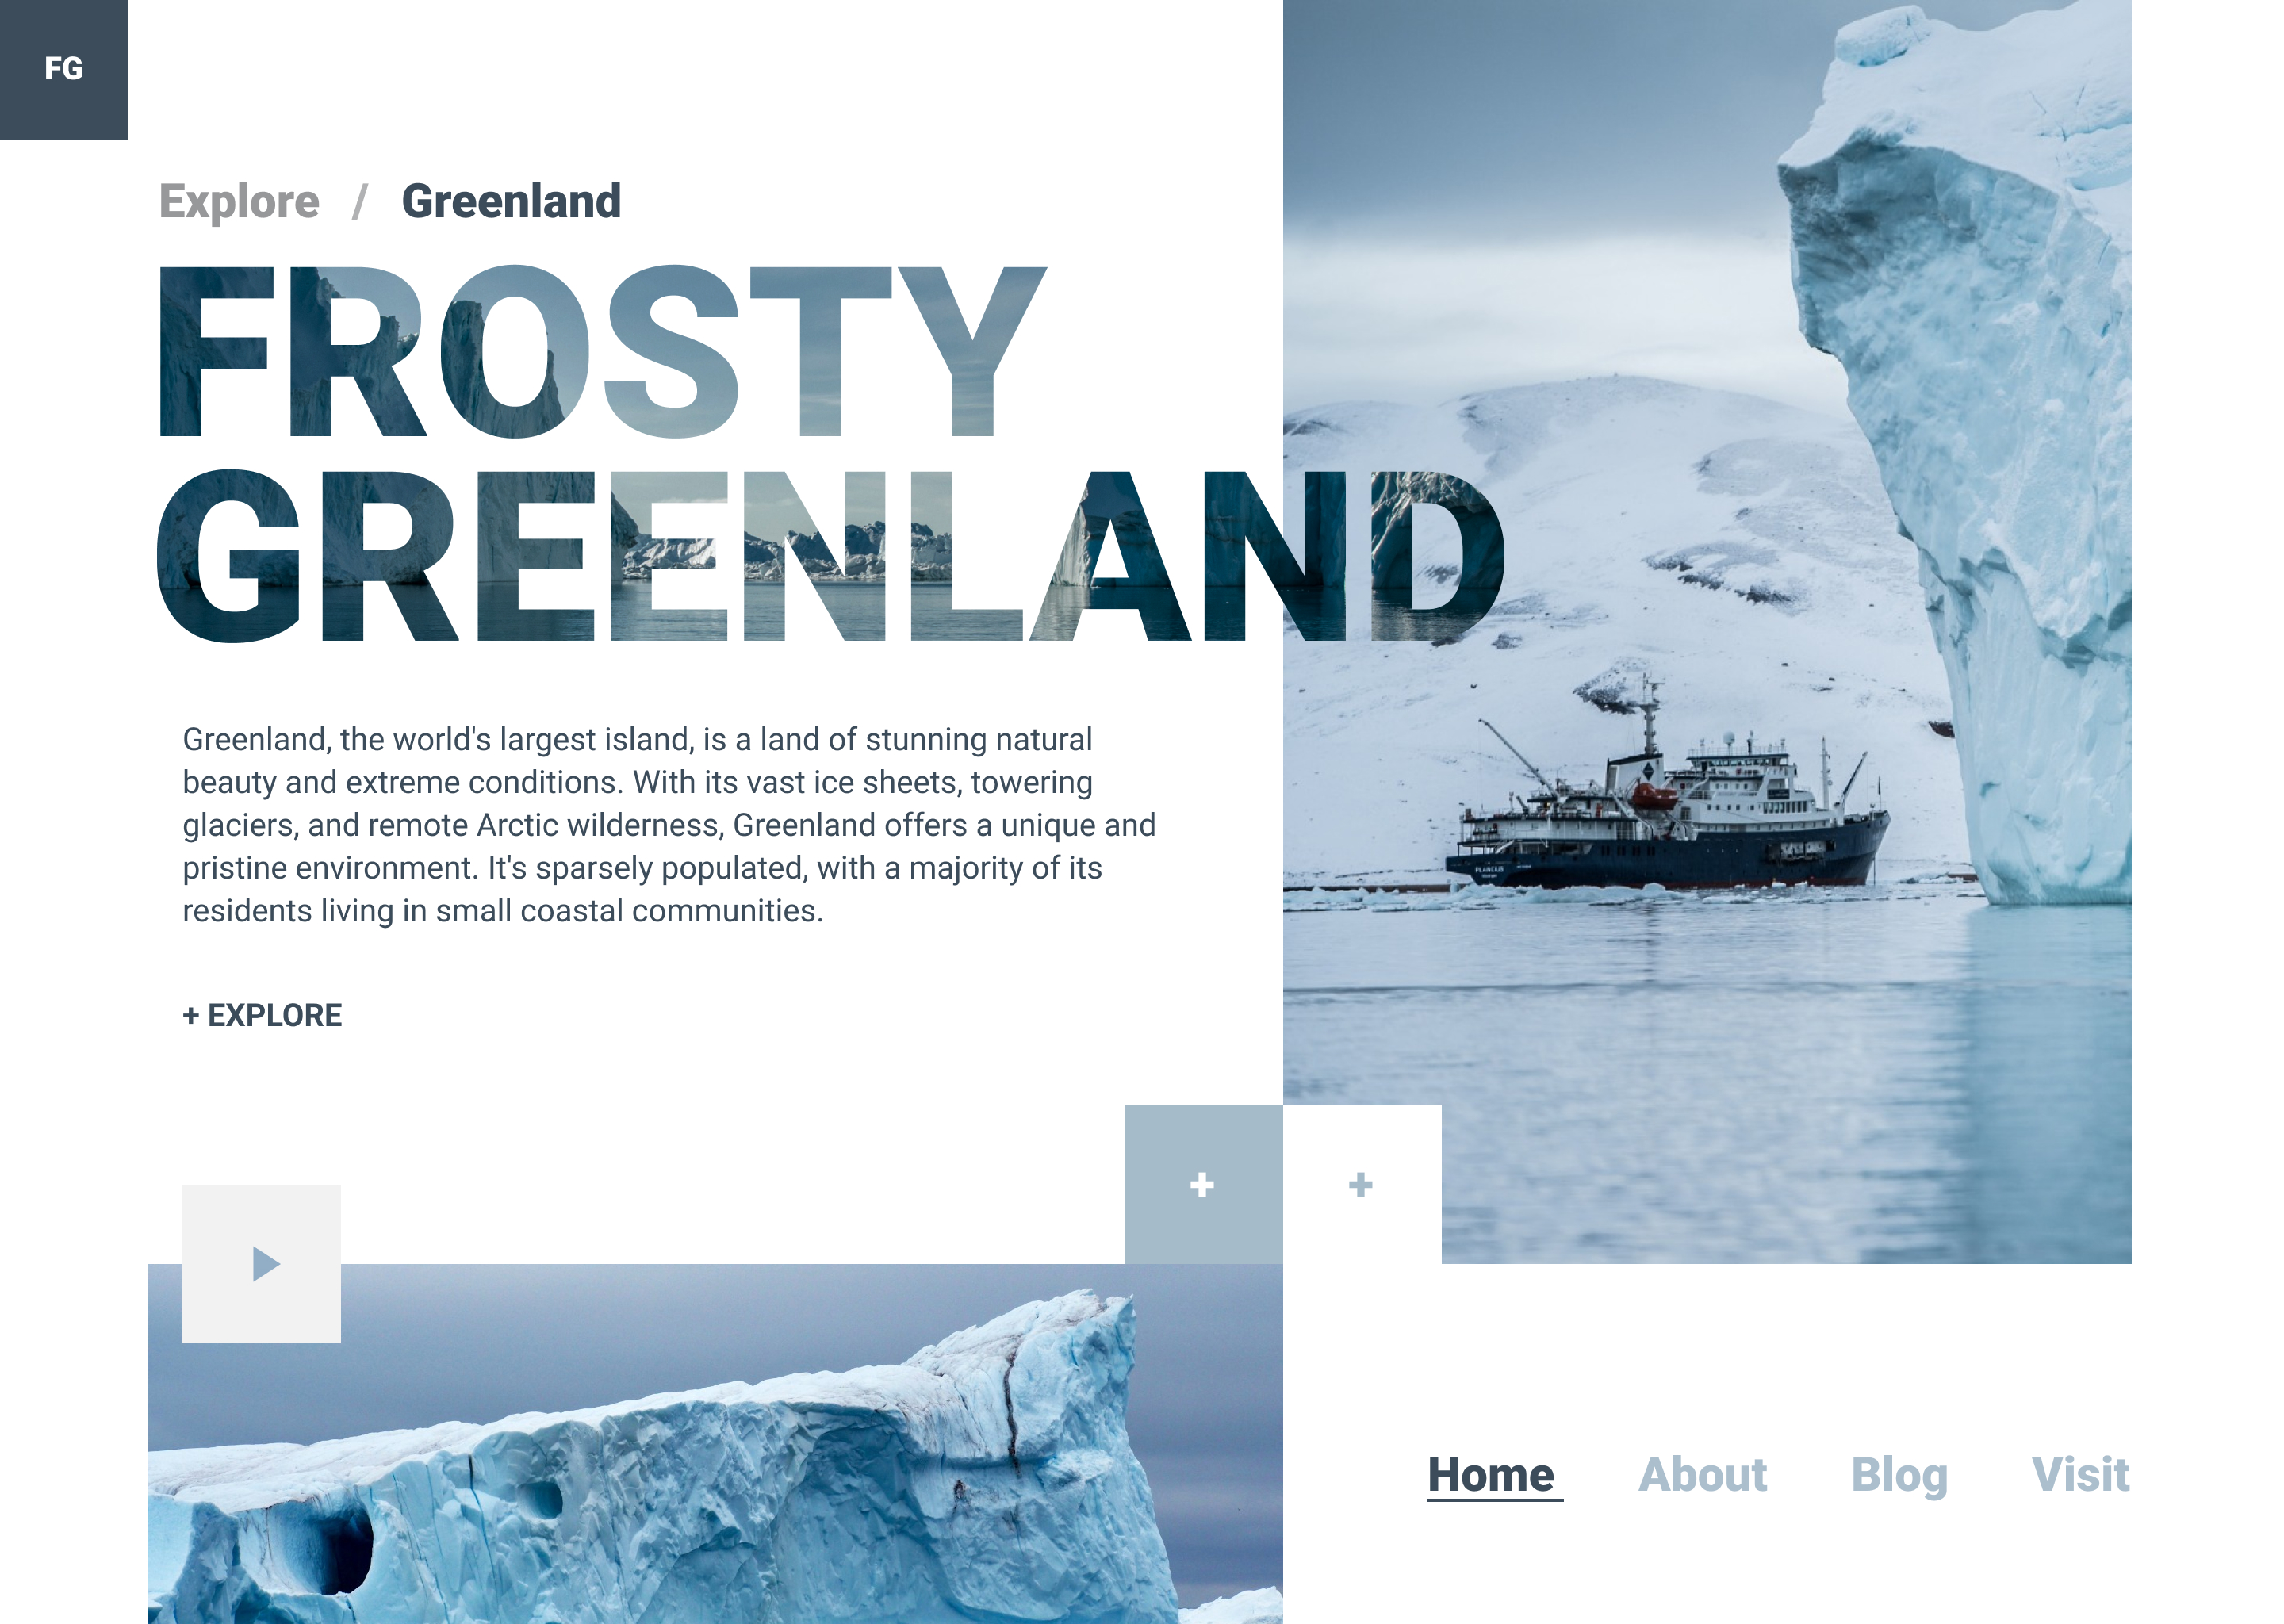 FG
Explore / Greenland
FROSTY
GREENLAND
Greenland, the world's largest island, is a land of stunning natural
beauty and extreme conditions. With its vast ice sheets, towering
glaciers, and remote Arctic wilderness, Greenland offers a unique and
pristine environment. It's sparsely populated, with a majority of its
residents living in small coastal communities.
+ EXPLORE
PLANCIUS
+ +
Home About Blog Visit